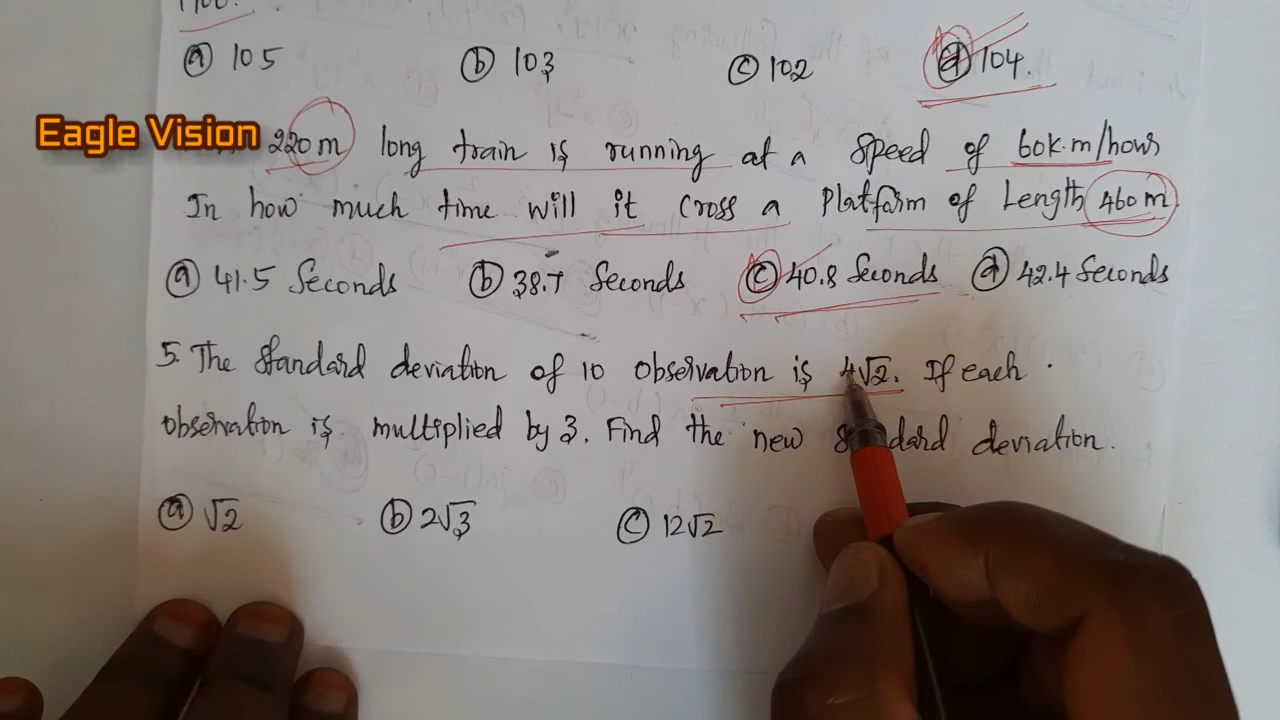 ⓐ 105 ⓑ 103 ⓒ 102 ⓓ 104.
Eagle Vision
220m long train is running at a speed of 60k.m/hours
In how much time will it cross a platform of Length 460m
ⓐ 41.5 Seconds ⓑ 38.7 Seconds ⓒ 40.8 Seconds ⓓ 42.4 Seconds
5. The standard deviation of 10 observation is 4√2. If each
observation is multiplied by 3. Find the new deviation.
ⓐ √2 ⓑ 2√3 ⓒ 12√2